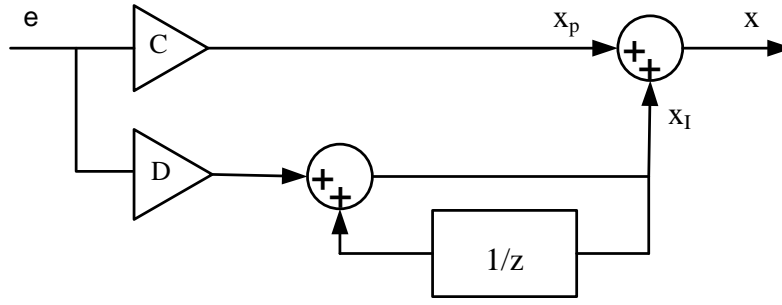 e
C
x_p
x
+
+
x_I
D
+
+
1/z